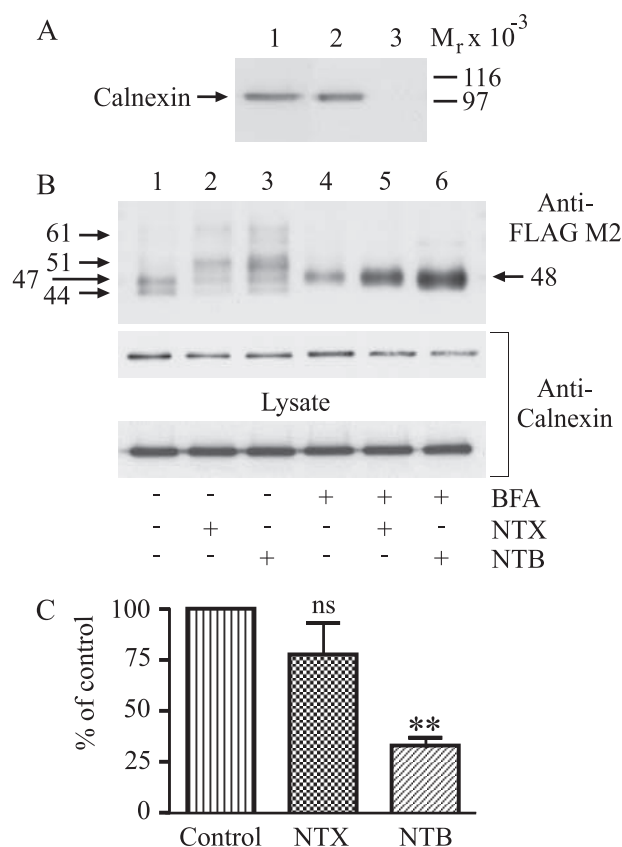 A
1 2 3 Mr x 10-3
Calnexin
116
97
B
1 2 3 4 5 6
Anti-
FLAG M2
61
51
47
44
48
Lysate
Anti-
Calnexin
- - - + + + BFA
- + - - + - NTX
- - + - - + NTB
C
% of control
100
75
50
25
0
ns
**
Control NTX NTB